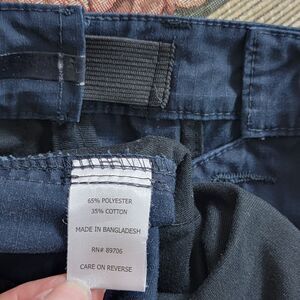 65% POLYESTER
35% COTTON
MADE IN BANGLADESH
RN# 89706
CARE ON REVERSE